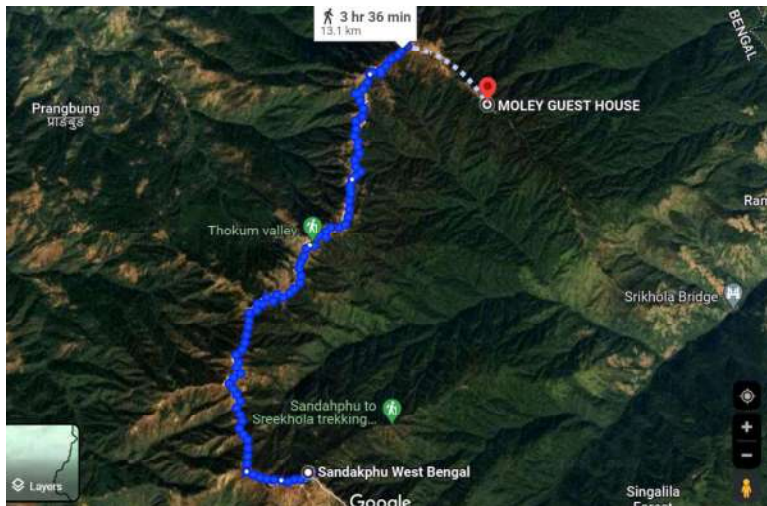 3 hr 36 min
13.1 km
BENGAL
MOLEY GUEST HOUSE
Prangbung
प्राङबुङ
Ran
Thokum valley
Srikhola Bridge
Sandahphu to
Sreekhola trekking...
Sandakphu West Bengal
Layers
Google
Singalila
Forest